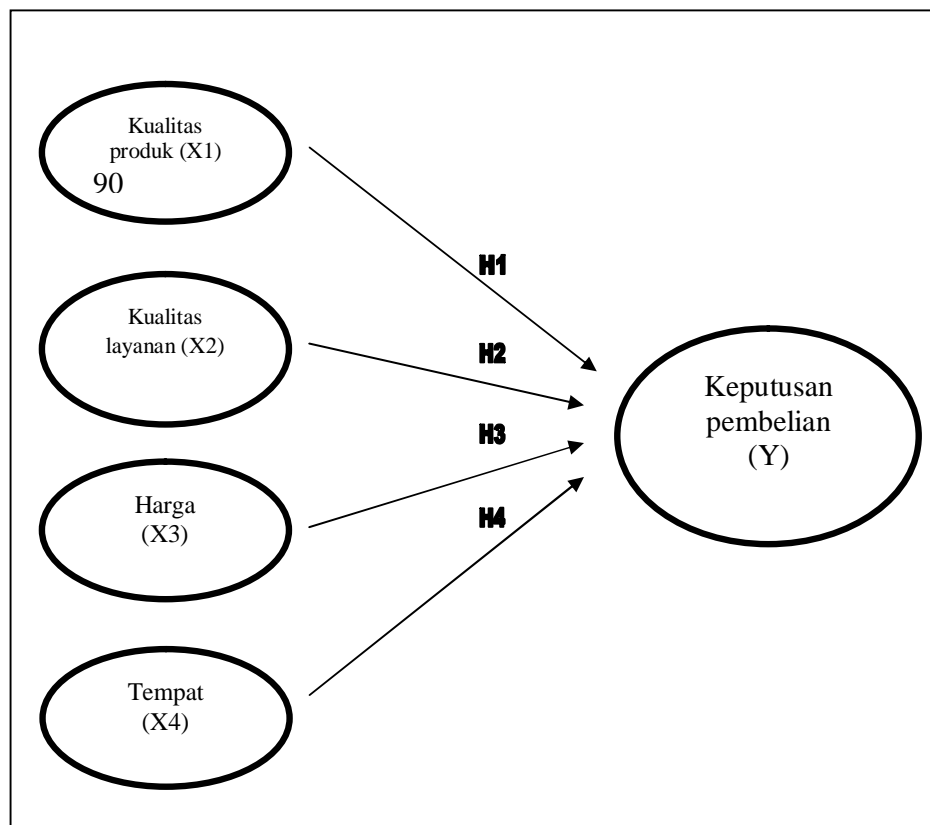 Kualitas
produk (X1)
90
H1
Kualitas
layanan (X2)
H2
Keputusan
pembelian
(Y)
H3
Harga
(X3)
H4
Tempat
(X4)